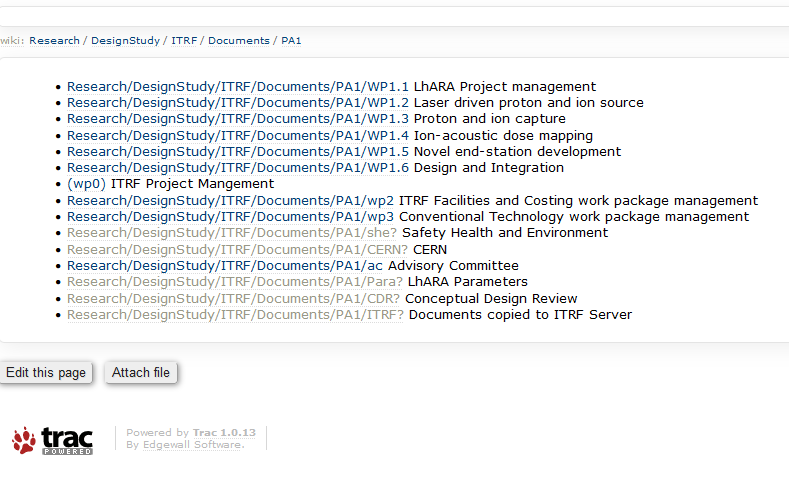 wiki: Research / DesignStudy / ITRF / Documents / PA1
Research/DesignStudy/ITRF/Documents/PA1/WP1.1 LhARA Project management
Research/DesignStudy/ITRF/Documents/PA1/WP1.2 Laser driven proton and ion source
Research/DesignStudy/ITRF/Documents/PA1/WP1.3 Proton and ion capture
Research/DesignStudy/ITRF/Documents/PA1/WP1.4 Ion-acoustic dose mapping
Research/DesignStudy/ITRF/Documents/PA1/WP1.5 Novel end-station development
Research/DesignStudy/ITRF/Documents/PA1/WP1.6 Design and Integration
(wp0) ITRF Project Mangement
Research/DesignStudy/ITRF/Documents/PA1/wp2 ITRF Facilities and Costing work package management
Research/DesignStudy/ITRF/Documents/PA1/wp3 Conventional Technology work package management
Research/DesignStudy/ITRF/Documents/PA1/she? Safety Health and Environment
Research/DesignStudy/ITRF/Documents/PA1/CERN? CERN
Research/DesignStudy/ITRF/Documents/PA1/ac Advisory Committee
Research/DesignStudy/ITRF/Documents/PA1/Para? LhARA Parameters
Research/DesignStudy/ITRF/Documents/PA1/CDR? Conceptual Design Review
Research/DesignStudy/ITRF/Documents/PA1/ITRF? Documents copied to ITRF Server
Edit this page Attach file
trac
POWERED
Powered by Trac 1.0.13
By Edgewall Software.